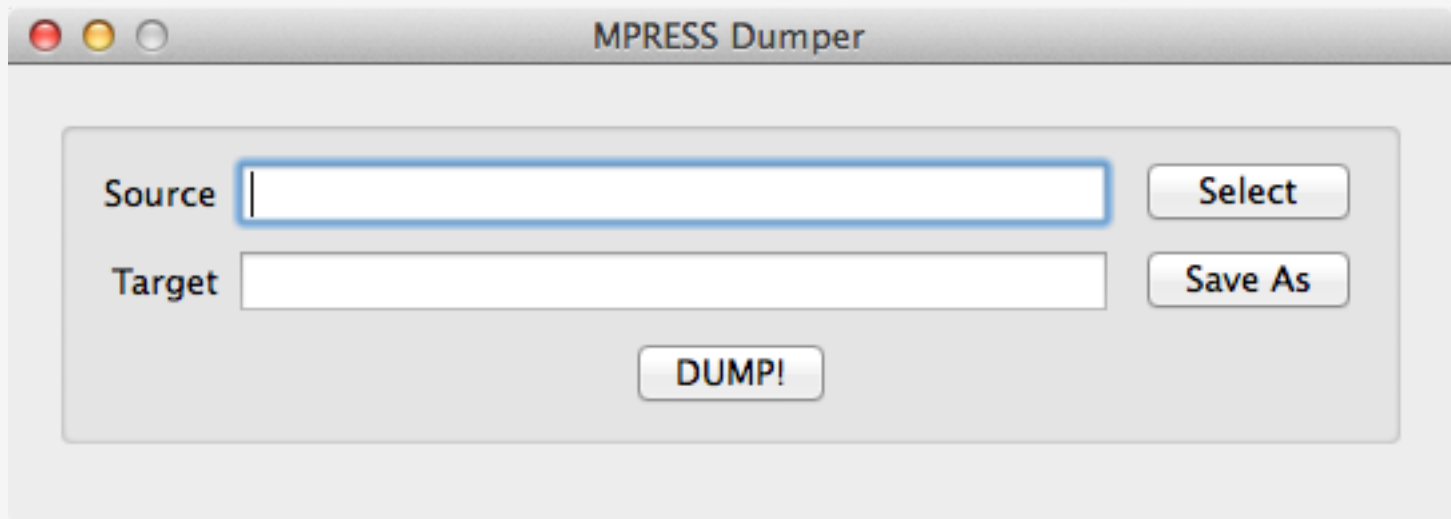 MPRESS Dumper
Source
Select
Target
Save As
DUMP!